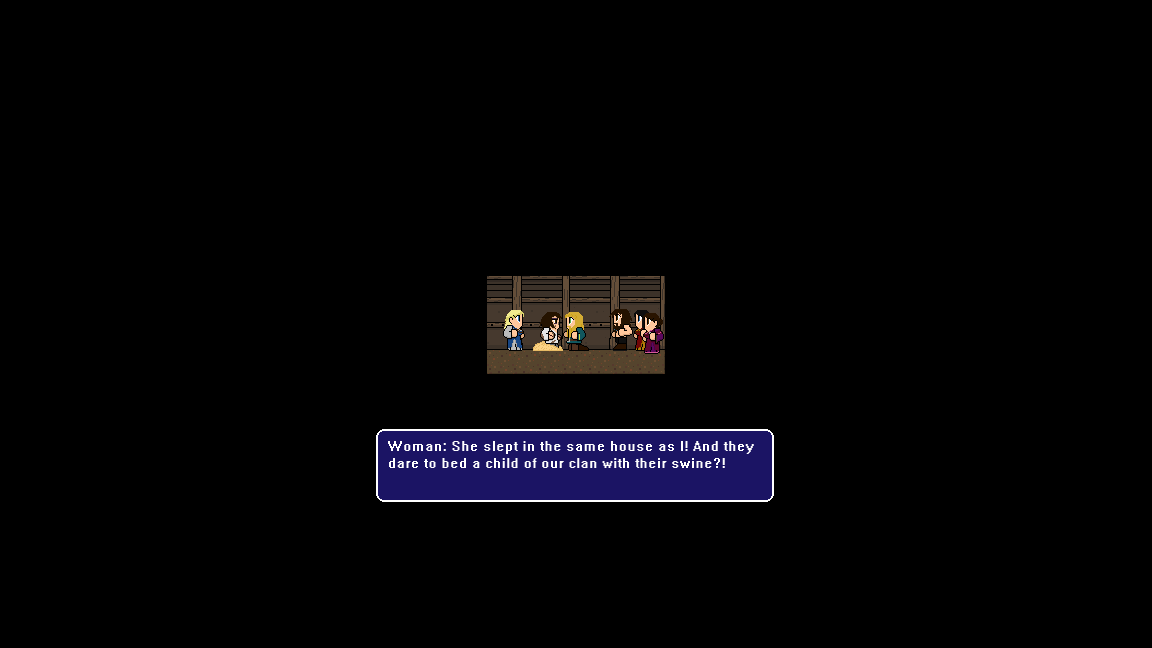 Woman: She slept in the same house as I! And they
dare to bed a child of our clan with their swine?!